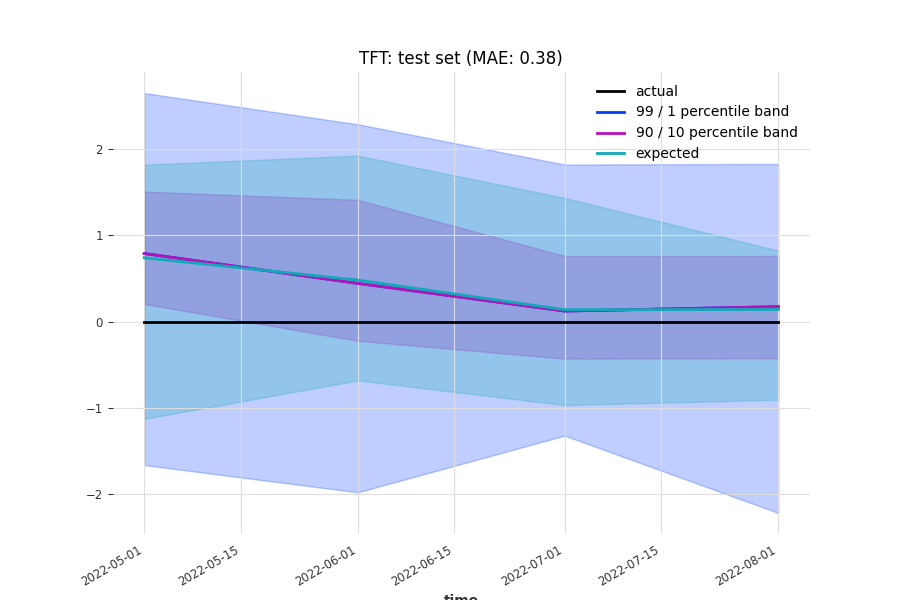 TFT: test set (MAE: 0.38)
actual
99 / 1 percentile band
90 / 10 percentile band
expected
2
1
0
−1
−2
2022-05-01
2022-05-15
2022-06-01
2022-06-15
2022-07-01
2022-07-15
2022-08-01
time